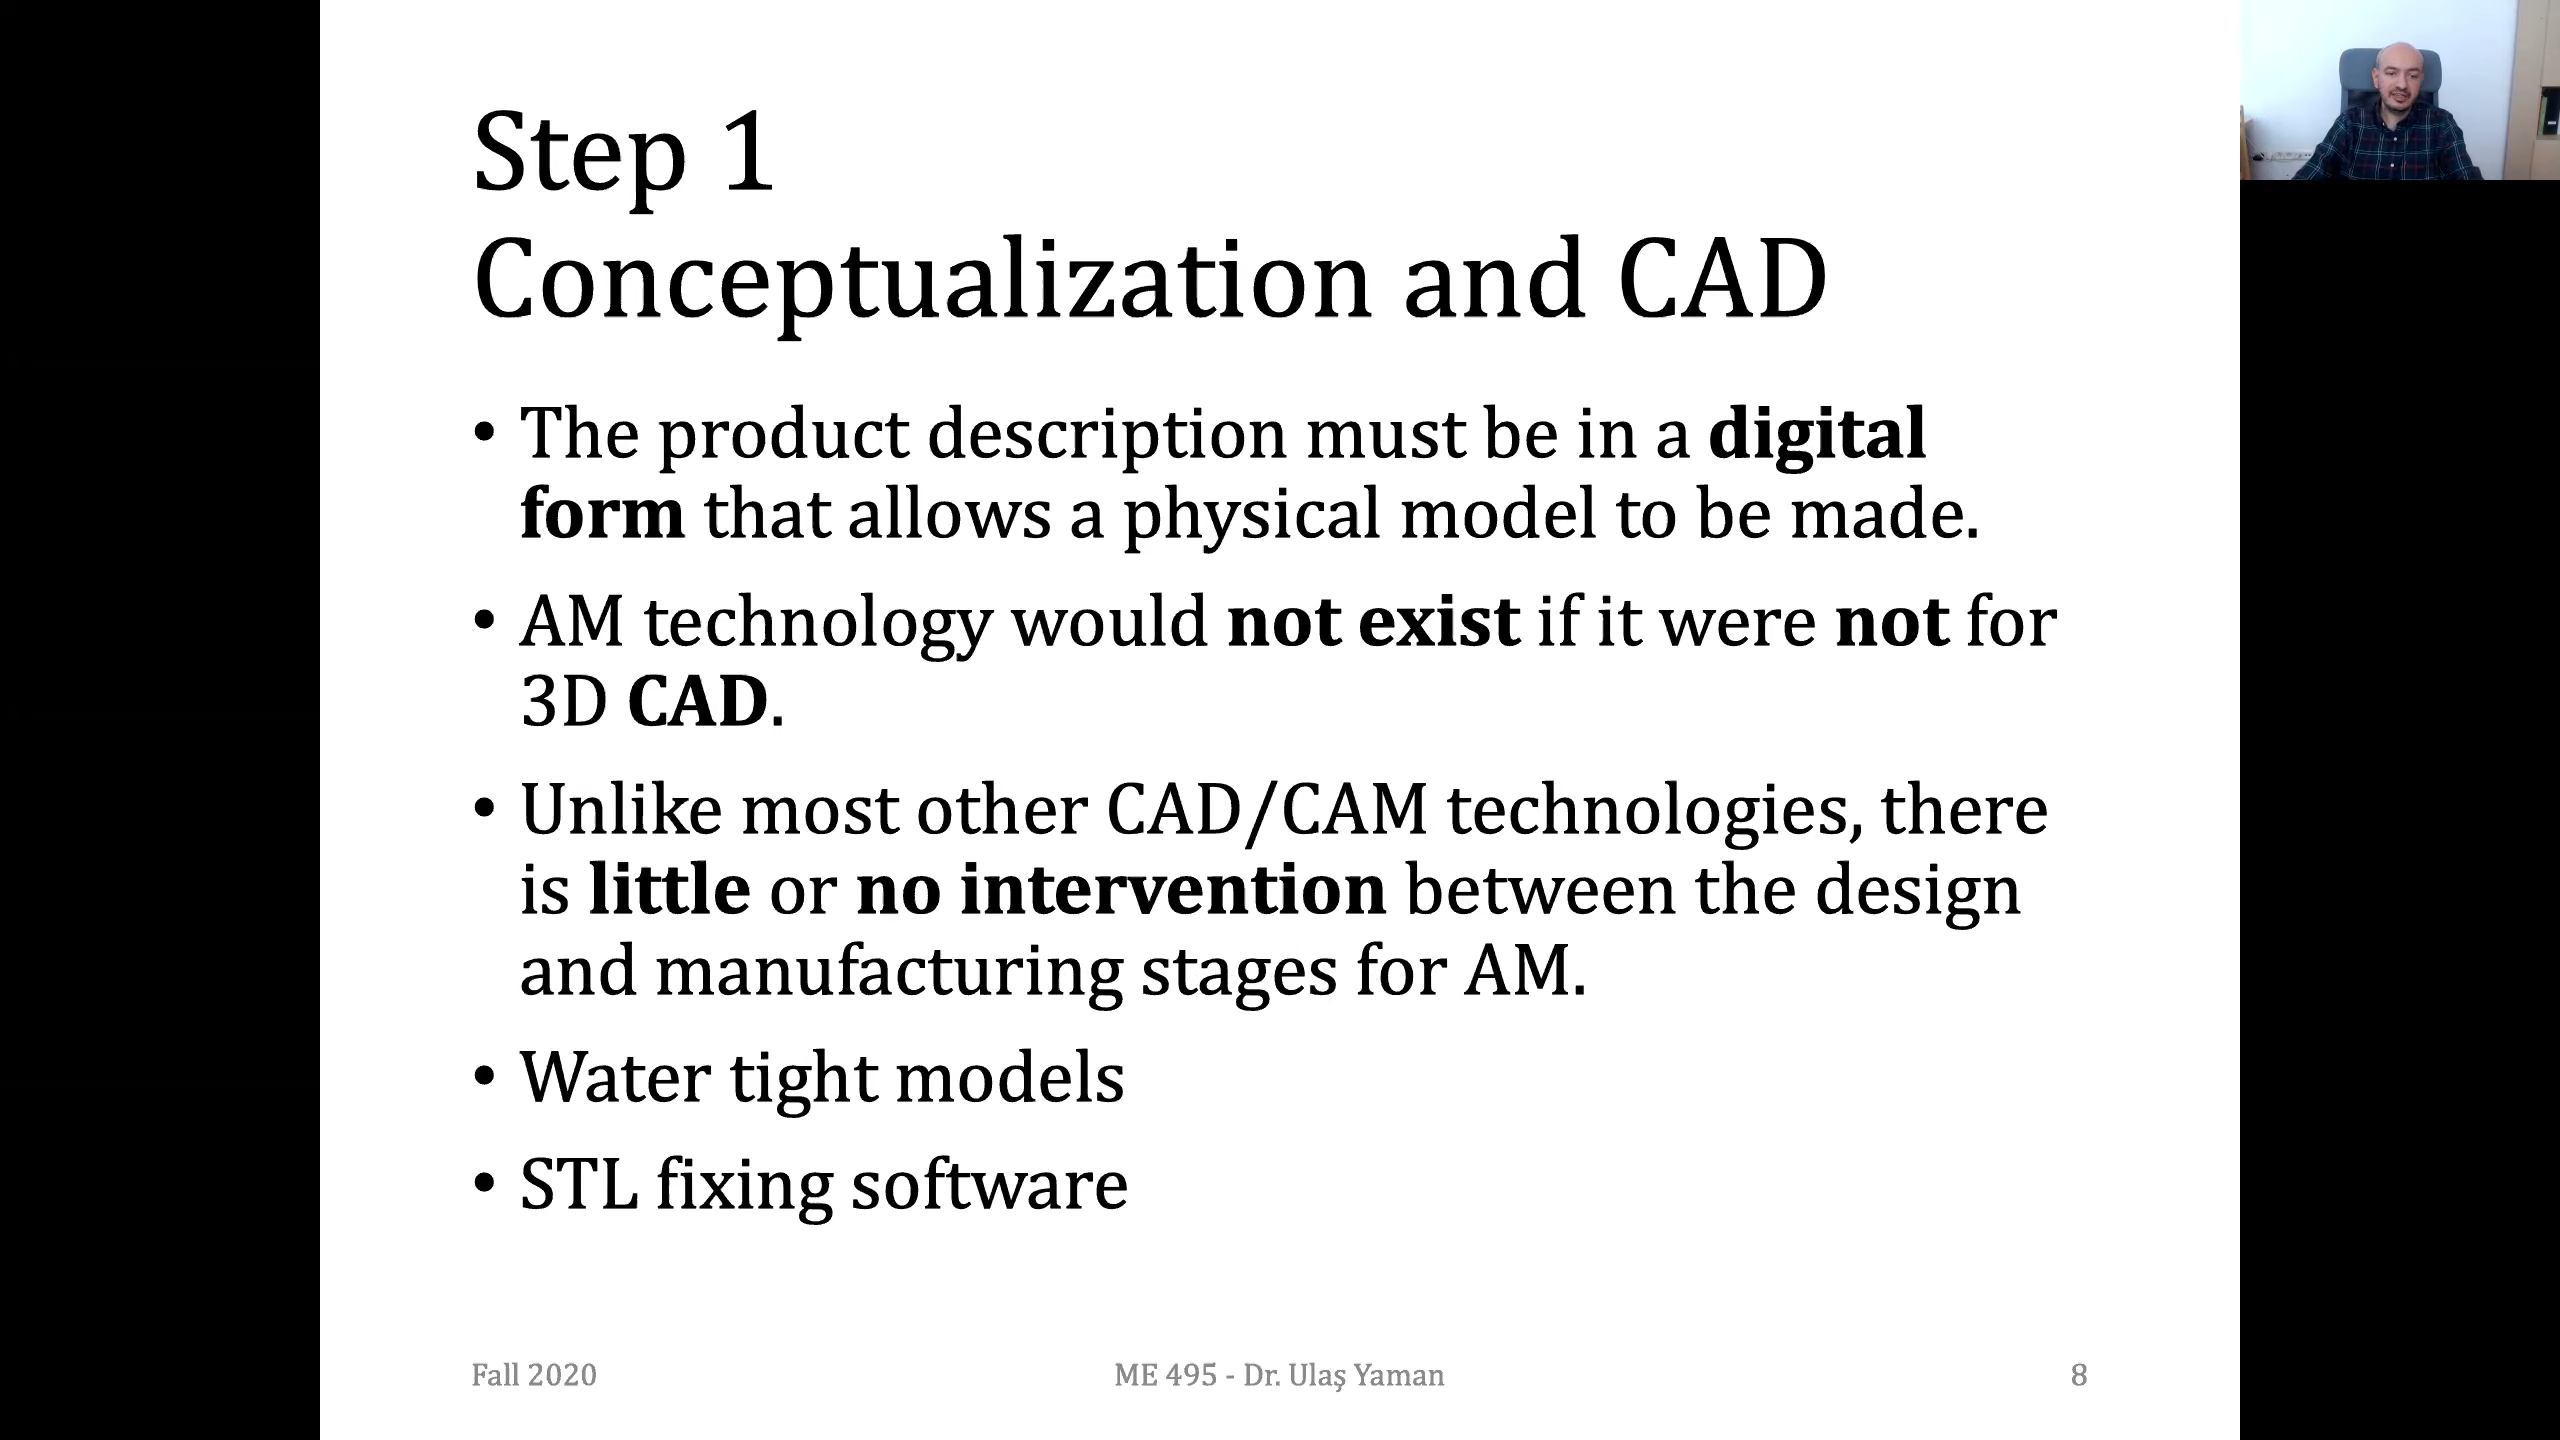 Step 1
Conceptualization and CAD
• The product description must be in a digital
form that allows a physical model to be made.
• AM technology would not exist if it were not for
3D CAD.
• Unlike most other CAD/CAM technologies, there
is little or no intervention between the design
and manufacturing stages for AM.
• Water tight models
• STL fixing software
Fall 2020
ME 495 - Dr. Ulaş Yaman
8